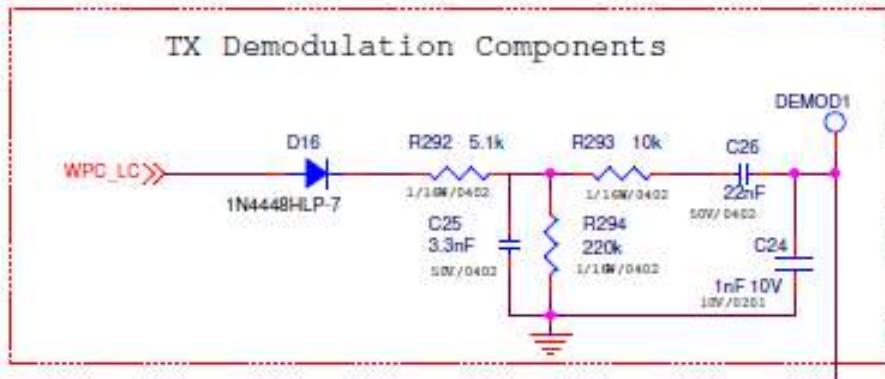 TX Demodulation Components
DEMOD1
D16
R292 5.1k
R293 10k
C26
WPC_LC
1/16W/0402
1/16W/0402
22nF
1N4448HLP-7
50V/0402
C25
R294
3.3nF
220k
C24
50V/0402
1/16W/0402
1nF 10V
10V/0201